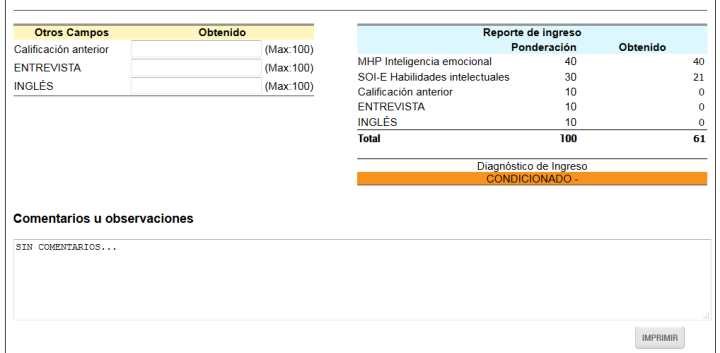 Otros Campos Obtenido
Calificación anterior (Max:100)
ENTREVISTA (Max:100)
INGLÉS (Max:100)
Reporte de ingreso
Ponderación Obtenido
MHP Inteligencia emocional 40 40
SOI-E Habilidades intelectuales 30 21
Calificación anterior 10 0
ENTREVISTA 10 0
INGLÉS 10 0
Total 100 61
Diagnóstico de Ingreso
CONDICIONADO -
Comentarios u observaciones
SIN COMENTARIOS...
IMPRIMIR